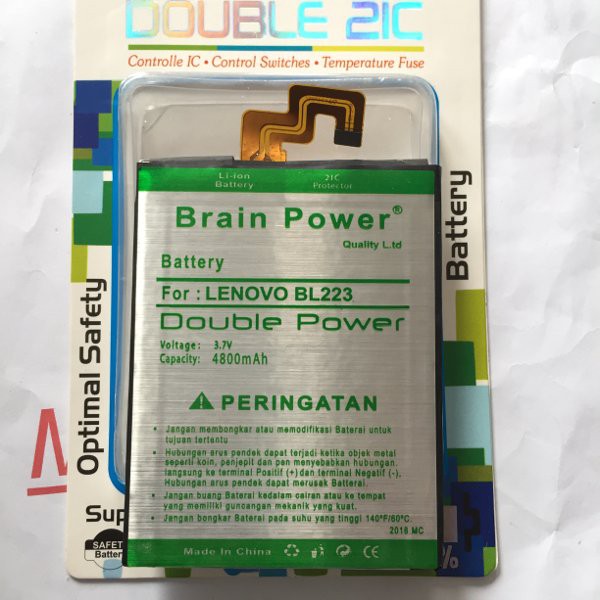 DOUBLE 2IC
Controlle IC • Control Switches • Temperature Fuse
Li-ion
Battery
2IC
Protector
Brain Power®
Quality L.td
Battery
For : LENOVO BL223
Double Power
Voltage : 3.7V
Capacity: 4800mAh
⚠ PERINGATAN
• Jangan membongkar atau memodifikasi Baterai untuk
tujuan tertentu
• Hubungan arus pendek dapat terjadi ketika objek metal
seperti koin, penjepit dan pen menyebabkan hubungan.
langsung ke terminal Positif (+) dan terminal Negatif (-).
Hubungan arus pendek dapat merusak Baterai.
• Jangan buang Baterai kedalam cairan atau ke tempat
yang memiliki guncangan mekanik yang kuat.
• Jangan bongkar Baterai pada suhu yang tinggi 140°F/60°C.
2016 MC
Made In China
Optimal Safety
Battery
Sup
SAFET
Batter
%